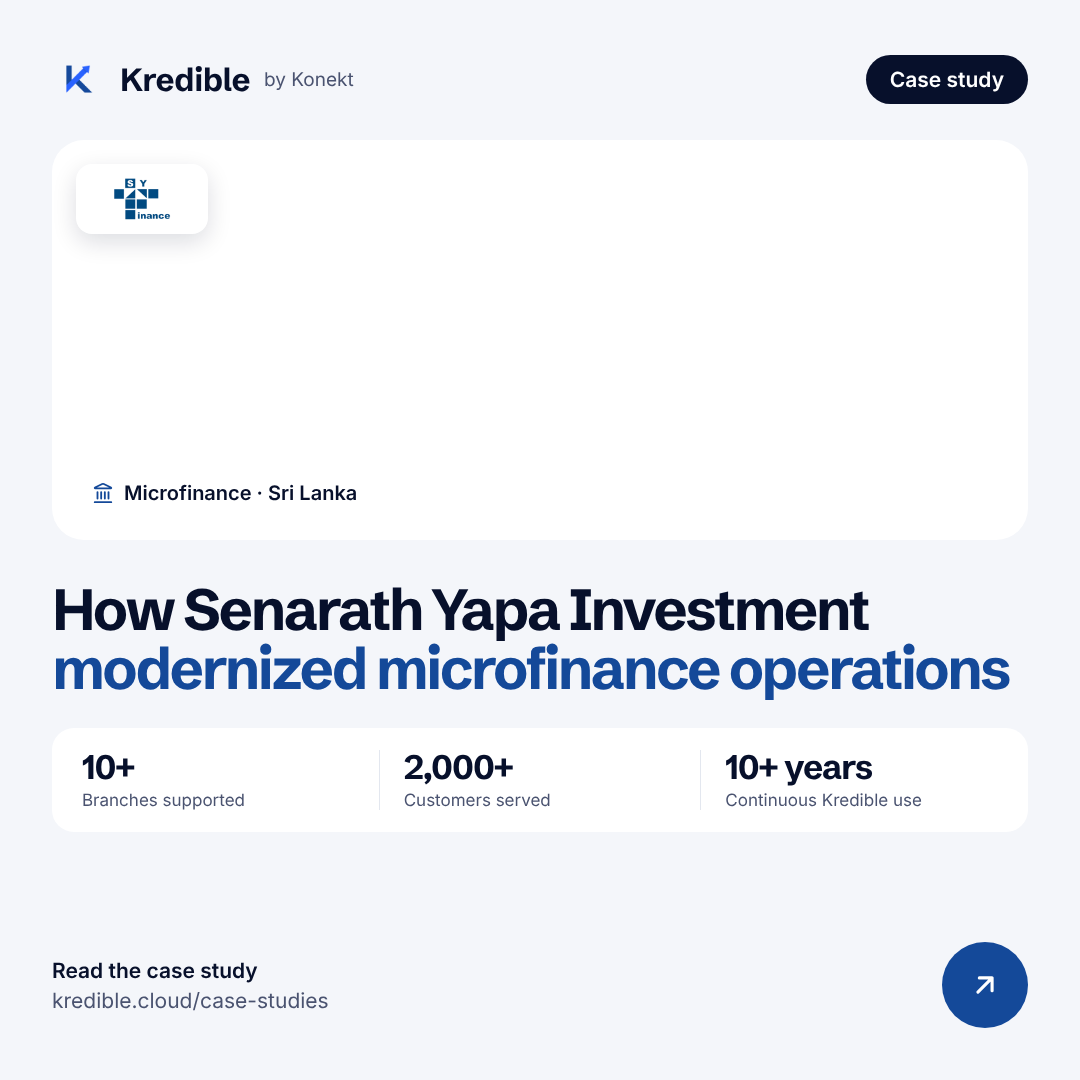 Kredible by Konekt
Case study
S Y
inance
Microfinance · Sri Lanka
How Senarath Yapa Investment
modernized microfinance operations
10+
Branches supported
2,000+
Customers served
10+ years
Continuous Kredible use
Read the case study
kredible.cloud/case-studies